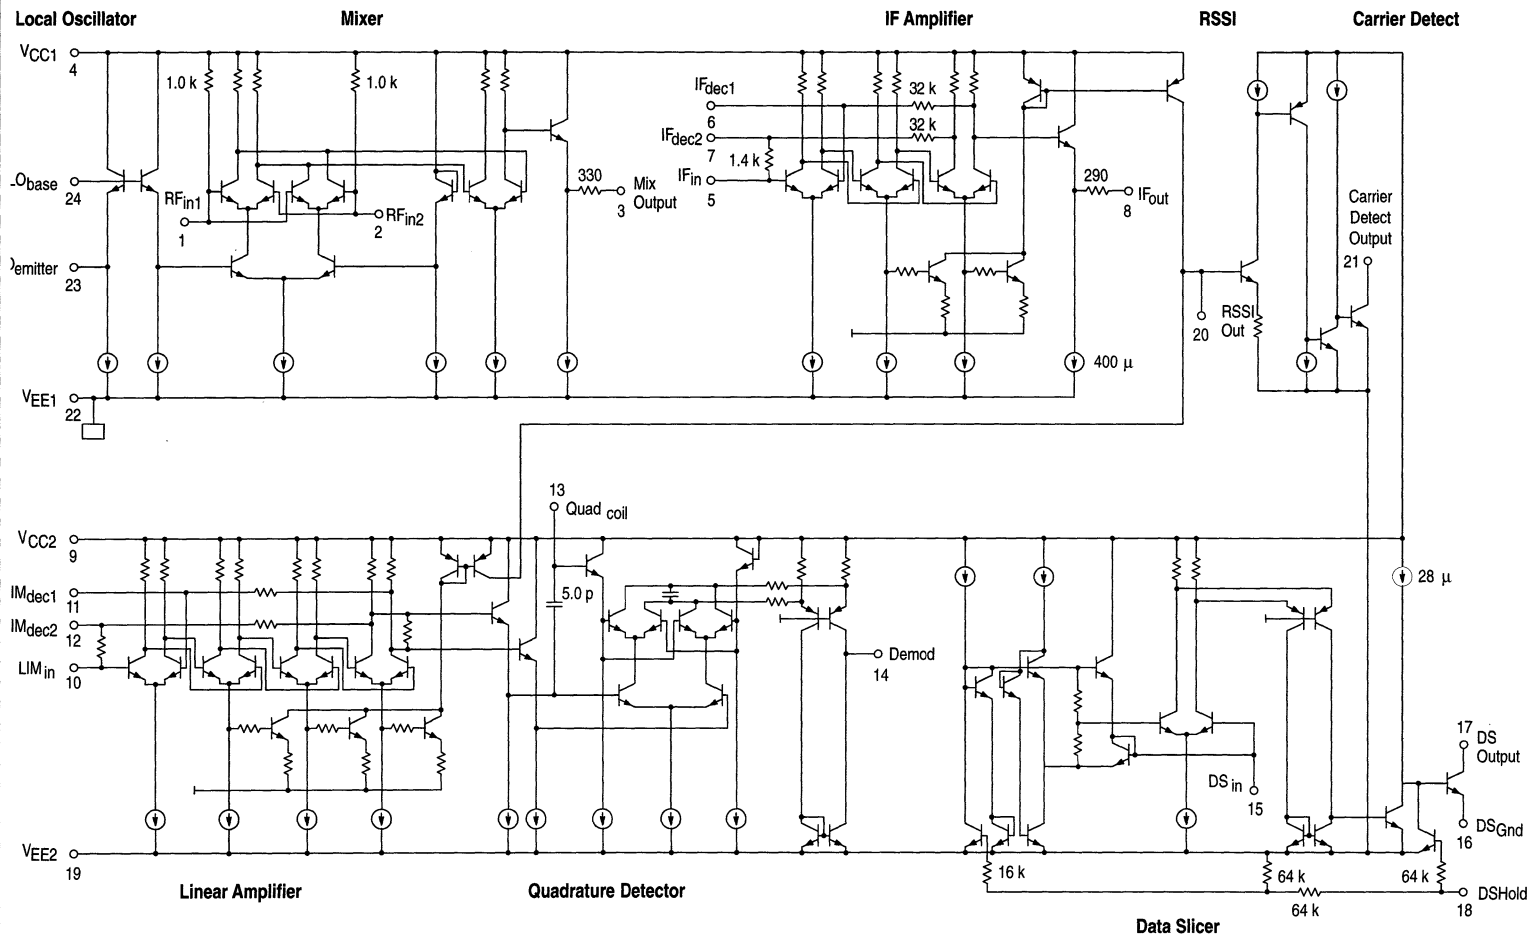 Local Oscillator
Mixer
IF Amplifier
RSSI
Carrier Detect
VCC1
4
1.0 k
1.0 k
IFdec1
6
32 k
IFdec2
7
32 k
1.4 k
IFin
5
Obase
24
RFin1
1
RFin2
2
330
Mix
Output
3
290
IFout
8
Carrier
Detect
Output
21
emitter
23
RSSI
Out
20
400 µ
VEE1
22
13
Quad coil
VCC2
9
5.0 p
28 µ
IMdec1
11
IMdec2
12
LIMin
10
Demod
14
17
DS
Output
DS in
15
DSGnd
16
VEE2
19
16 k
64 k
64 k
64 k
DSHold
18
Linear Amplifier
Quadrature Detector
Data Slicer